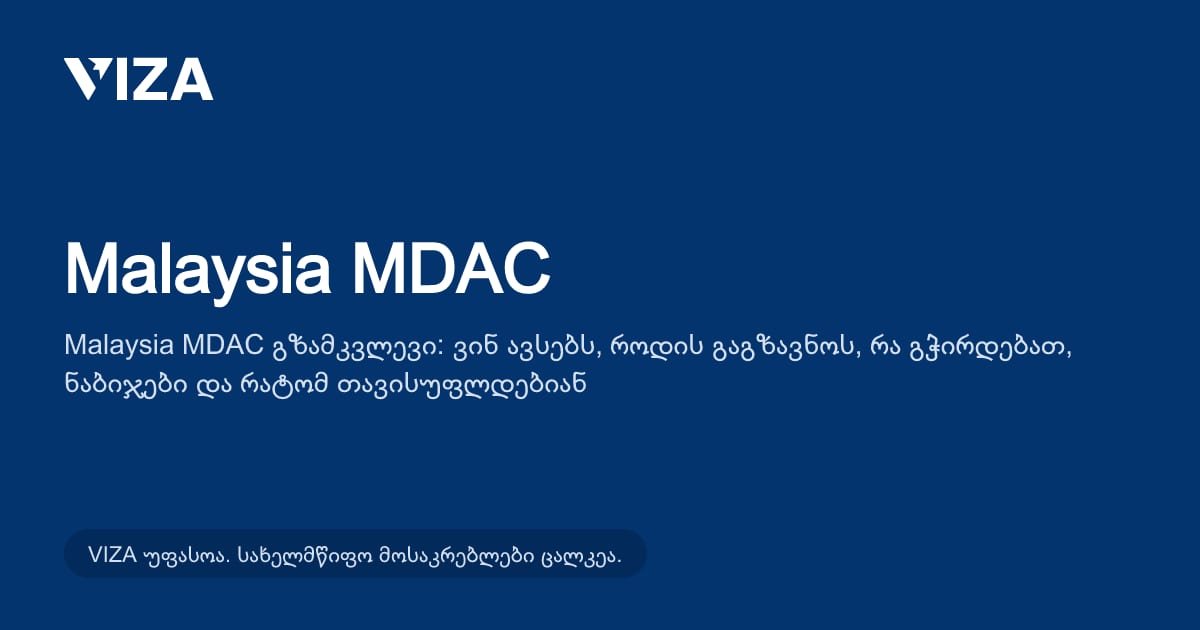 VIZA
Malaysia MDAC
Malaysia MDAC გზამკვლევი: ვინ ავსებს, როდის გაგზავნოს, რა გჭირდებათ,
ნაბიჯები და რატომ თავისუფლდებიან
VIZA უფასოა. სახელმწიფო მოსაკრებლები ცალკეა.